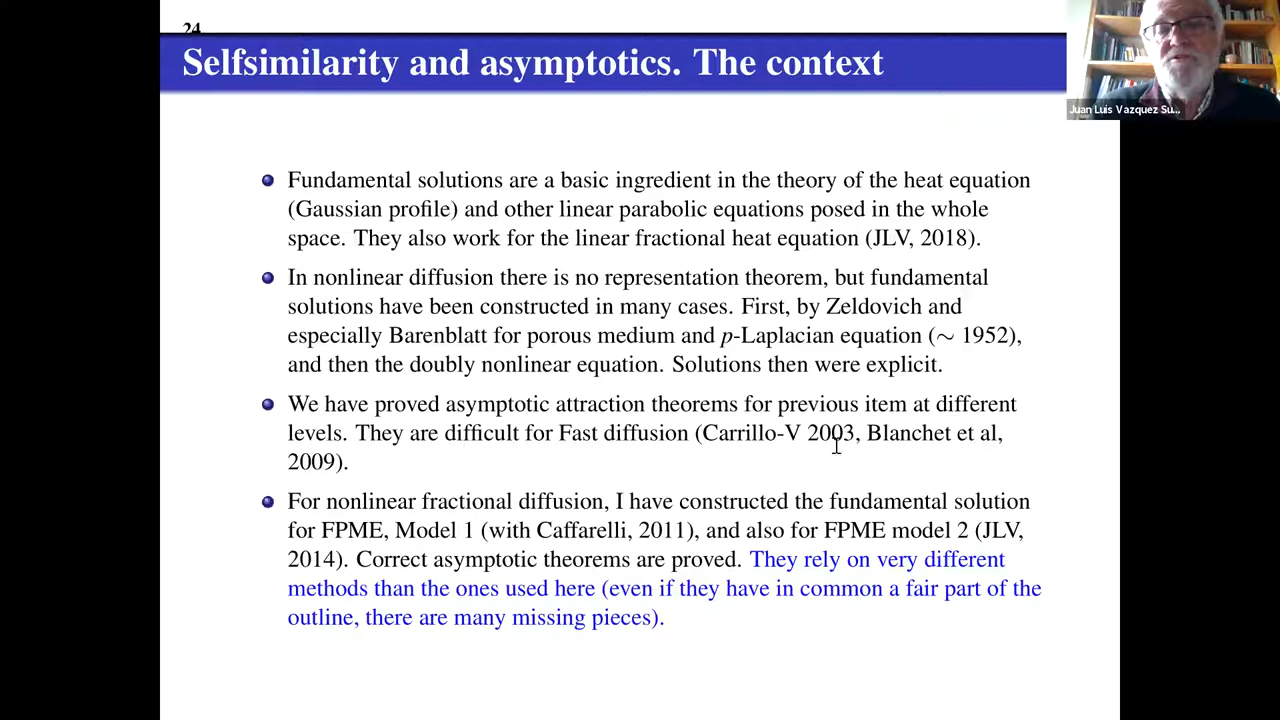 24
Selfsimilarity and asymptotics. The context
Juan Luis Vazquez Su...
Fundamental solutions are a basic ingredient in the theory of the heat equation
(Gaussian profile) and other linear parabolic equations posed in the whole
space. They also work for the linear fractional heat equation (JLV, 2018).
In nonlinear diffusion there is no representation theorem, but fundamental
solutions have been constructed in many cases. First, by Zeldovich and
especially Barenblatt for porous medium and p-Laplacian equation (∼ 1952),
and then the doubly nonlinear equation. Solutions then were explicit.
We have proved asymptotic attraction theorems for previous item at different
levels. They are difficult for Fast diffusion (Carrillo-V 2003, Blanchet et al,
2009).
For nonlinear fractional diffusion, I have constructed the fundamental solution
for FPME, Model 1 (with Caffarelli, 2011), and also for FPME model 2 (JLV,
2014). Correct asymptotic theorems are proved. They rely on very different
methods than the ones used here (even if they have in common a fair part of the
outline, there are many missing pieces).